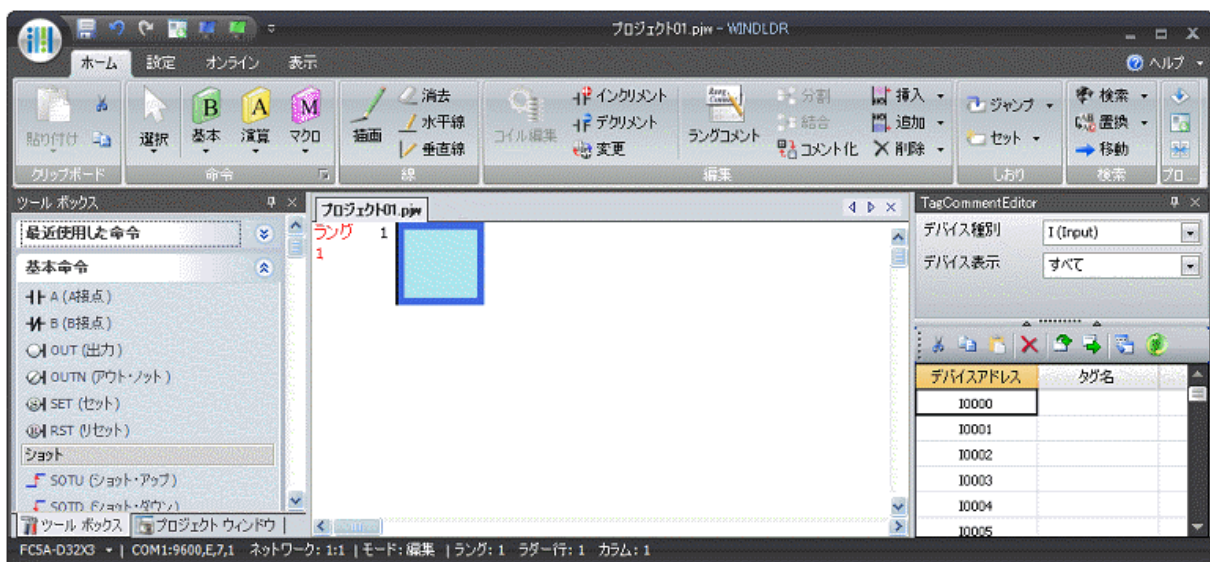 プロジェクト01.pjw - WINDLDR
ホーム 設定 オンライン 表示 ヘルプ
貼り付け 選択 基本 演算 マクロ 描画 消去 水平線 垂直線 コイル編集 インクリメント デクリメント 変更 ラングコメント 分割 結合 コメント化 挿入 追加 削除 ジャンプ セット 検索 置換 移動
クリップボード 命令 線 編集 しおり 検索 プロ...
ツール ボックス
最近使用した命令
基本命令
A (A接点)
B (B接点)
OUT (出力)
OUTN (アウト・ノット)
SET (セット)
RST (リセット)
ショット
SOTU (ショット・アップ)
SOTD (ショット・ダウン)
ツール ボックス プロジェクト ウィンドウ
プロジェクト01.pjw
ラング 1
1
TagCommentEditor
デバイス種別 I (Input)
デバイス表示 すべて
デバイスアドレス タグ名
I0000
I0001
I0002
I0003
I0004
I0005
FC5A-D32X3 | COM1:9600,E,7,1 ネットワーク: 1:1 | モード: 編集 | ラング: 1 ラダー行: 1 カラム: 1